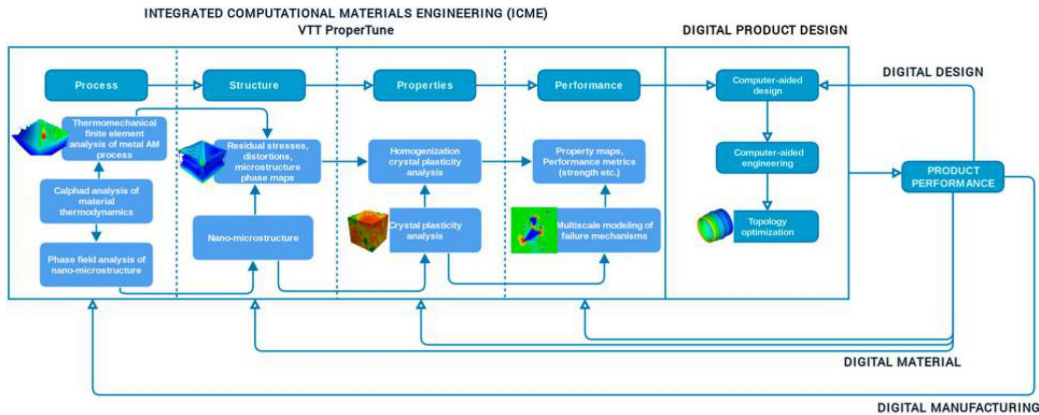 INTEGRATED COMPUTATIONAL MATERIALS ENGINEERING (ICME)
VTT ProperTune
DIGITAL PRODUCT DESIGN
DIGITAL DESIGN
Process
Structure
Properties
Performance
Computer-aided
design
Thermomechanical
finite element
analysis of metal AM
process
Residual stresses,
distortions,
microstructure
phase maps
Homogenization
crystal plasticity
analysis
Property maps,
Performance metrics
(strength etc.)
Computer-aided
engineering
PRODUCT
PERFORMANCE
Calphad analysis of
material
thermodynamics
Nano-microstructure
Crystal plasticity
analysis
Multiscale modeling of
failure mechanisms
Topology
optimization
Phase field analysis of
nano-microstructure
DIGITAL MATERIAL
DIGITAL MANUFACTURING